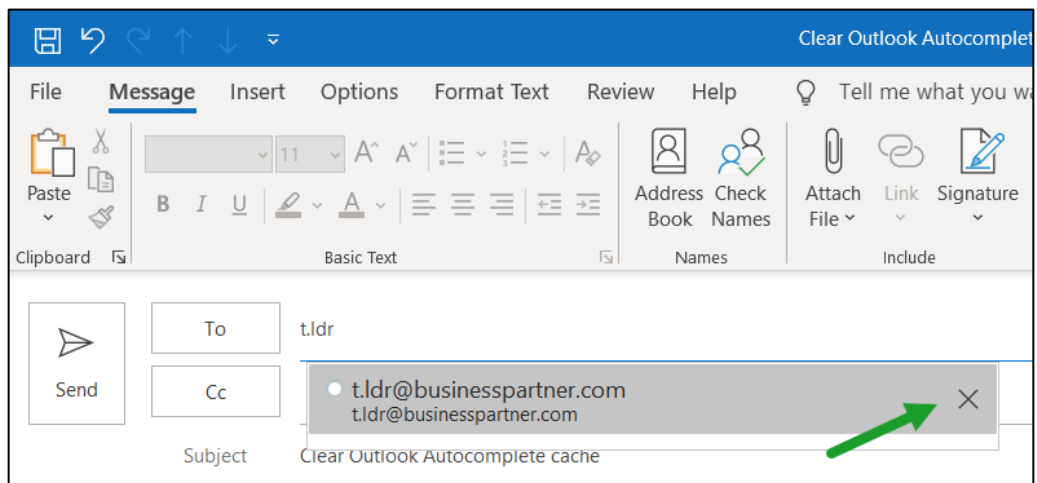 Clear Outlook Autocomplet
File Message Insert Options Format Text Review Help Tell me what you wa
11
Paste
B I U A
Address Book
Check Names
Attach File
Link
Signature
Clipboard Basic Text Names Include
To t.ldr
Send
Cc
t.ldr@businesspartner.com
t.ldr@businesspartner.com
Subject Clear Outlook Autocomplete cache